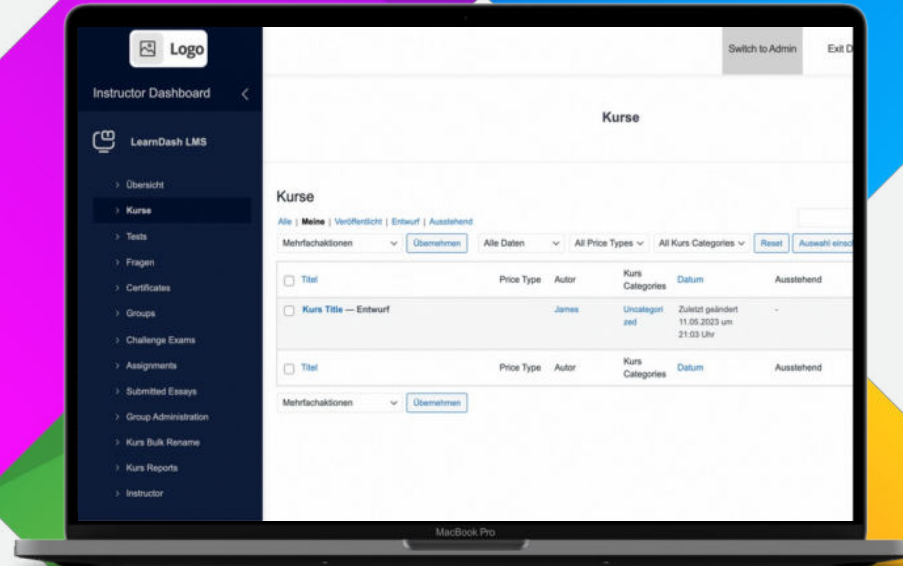 Logo
Switch to Admin Exit D
Instructor Dashboard
Kurse
LearnDash LMS
Übersicht
Kurse
Tests
Fragen
Certificates
Groups
Challenge Exams
Assignments
Submitted Essays
Group Administration
Kurs Bulk Rename
Kurs Reports
Instructor
Kurse
Alle | Meine | Veröffentlicht | Entwurf | Ausstehend
Mehrfachaktionen Übernehmen Alle Daten All Price Types All Kurs Categories Reset Auswahl einsc
Titel Price Type Autor Kurs Categories Datum Ausstehend
Kurs Title — Entwurf James Uncategorized Zuletzt geändert
11.05.2023 um
21:03 Uhr
-
Titel Price Type Autor Kurs Categories Datum Ausstehend
Mehrfachaktionen Übernehmen
MacBook Pro